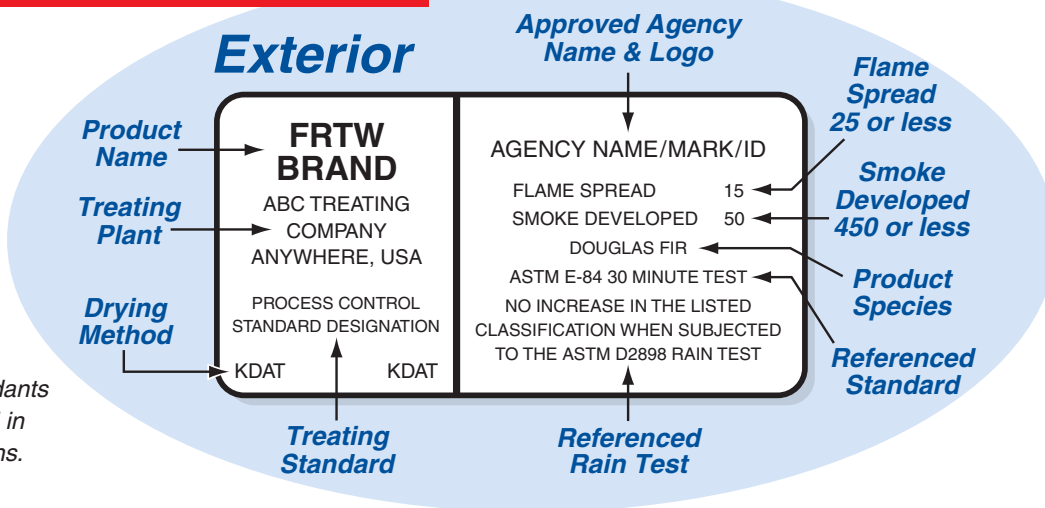 Exterior
Approved Agency
Name & Logo
Flame
Spread
25 or less
Product
Name
FRTW
BRAND
AGENCY NAME/MARK/ID
FLAME SPREAD 15
Smoke
Developed
450 or less
Treating
Plant
ABC TREATING
COMPANY
ANYWHERE, USA
SMOKE DEVELOPED 50
DOUGLAS FIR
ASTM E-84 30 MINUTE TEST
Product
Species
Drying
Method
PROCESS CONTROL
STANDARD DESIGNATION
NO INCREASE IN THE LISTED
CLASSIFICATION WHEN SUBJECTED
TO THE ASTM D2898 RAIN TEST
Referenced
Standard
KDAT KDAT
in
Treating
Standard
Referenced
Rain Test